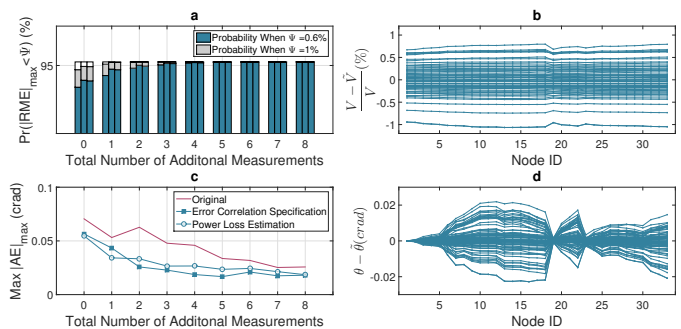 a
Pr(|RME|max<Ψ) (%)
95
Probability When Ψ =0.6%
Probability When Ψ =1%
0 1 2 3 4 5 6 7 8
Total Number of Additonal Measurements
b
V − Ṽ / V (%)
1
0.5
0
-0.5
-1
5 10 15 20 25 30
Node ID
c
Max |AE|max (crad)
0.1
0.05
0
Original
Error Correlation Specification
Power Loss Estimation
0 1 2 3 4 5 6 7 8
Total Number of Additonal Measurements
d
θ − θ̃(crad)
0.02
0
-0.02
5 10 15 20 25 30
Node ID